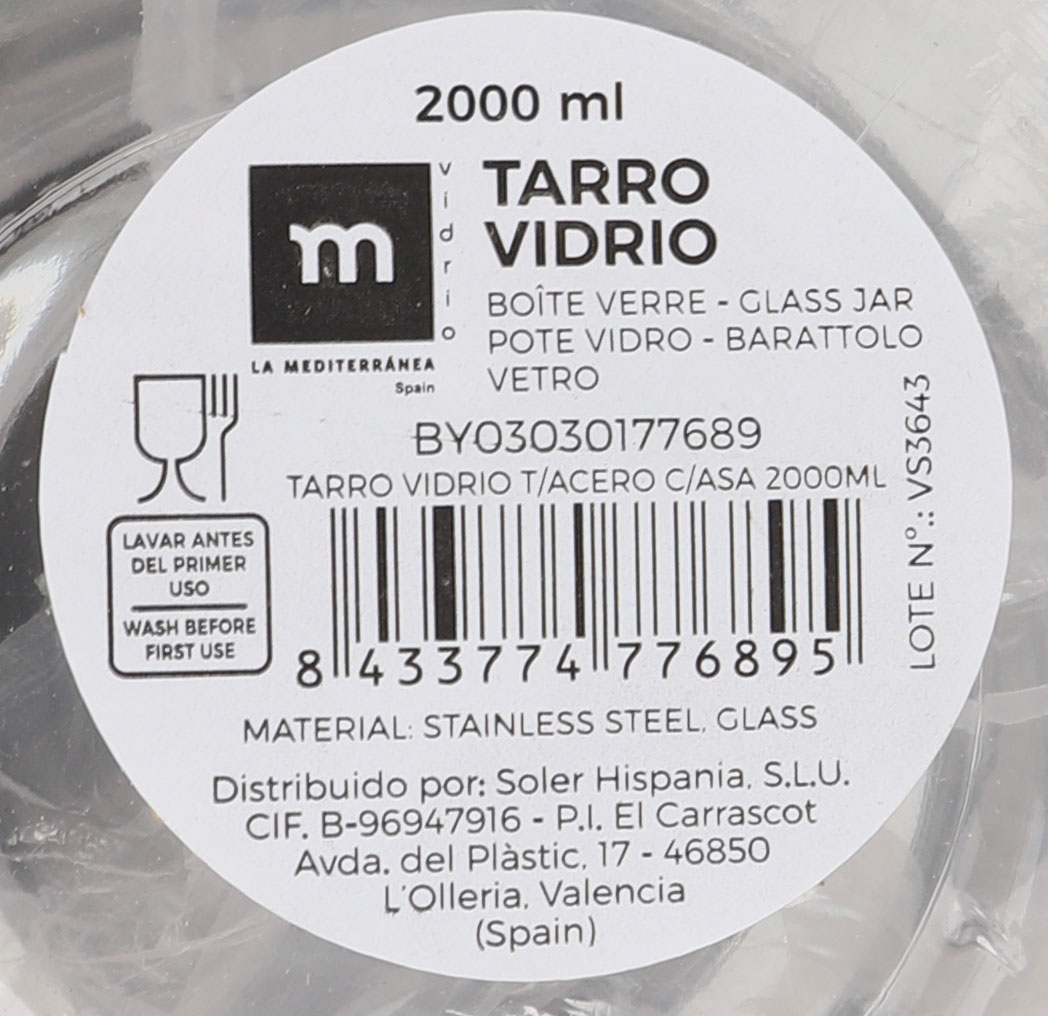 2000 ml
m
vidrio
LA MEDITERRÁNEA
Spain
TARRO
VIDRIO
BOÎTE VERRE - GLASS JAR
POTE VIDRO - BARATTOLO
VETRO
BY03030177689
TARRO VIDRIO T/ACERO C/ASA 2000ML
LAVAR ANTES
DEL PRIMER
USO
WASH BEFORE
FIRST USE
8 433774 776895
LOTE Nº.: VS3643
MATERIAL: STAINLESS STEEL, GLASS
Distribuido por: Soler Hispania, S.L.U.
CIF. B-96947916 - P.I. El Carrascot
Avda. del Plàstic, 17 - 46850
L'Olleria, Valencia
(Spain)